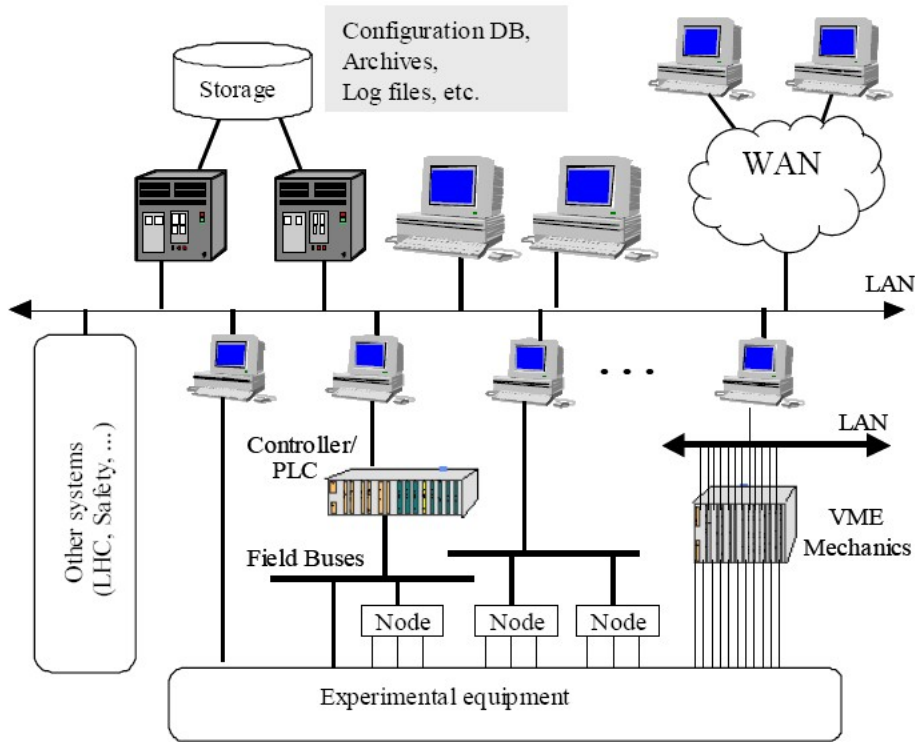 Configuration DB,
Archives,
Log files, etc.
Storage
WAN
LAN
Other systems
(LHC, Safety, ...)
. . .
Controller/
PLC
LAN
VME
Mechanics
Field Buses
Node
Node
Node
Experimental equipment